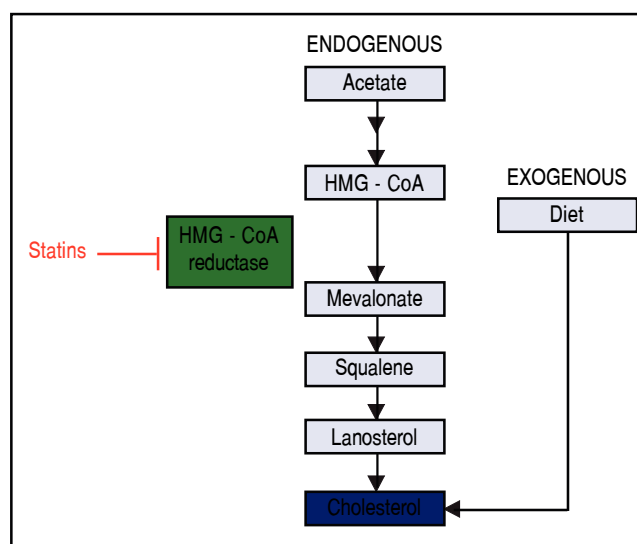 ENDOGENOUS
Acetate
HMG - CoA
EXOGENOUS
Diet
Statins
HMG - CoA
reductase
Mevalonate
Squalene
Lanosterol
Cholesterol